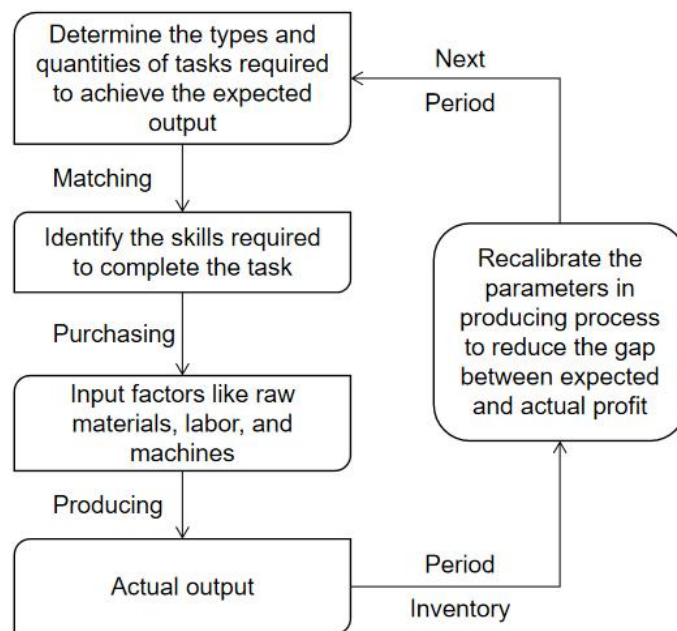 Determine the types and
quantities of tasks required
to achieve the expected
output
Next
Period
Matching
Identify the skills required
to complete the task
Recalibrate the
parameters in
producing process
to reduce the gap
between expected
and actual profit
Purchasing
Input factors like raw
materials, labor, and
machines
Producing
Actual output
Period
Inventory